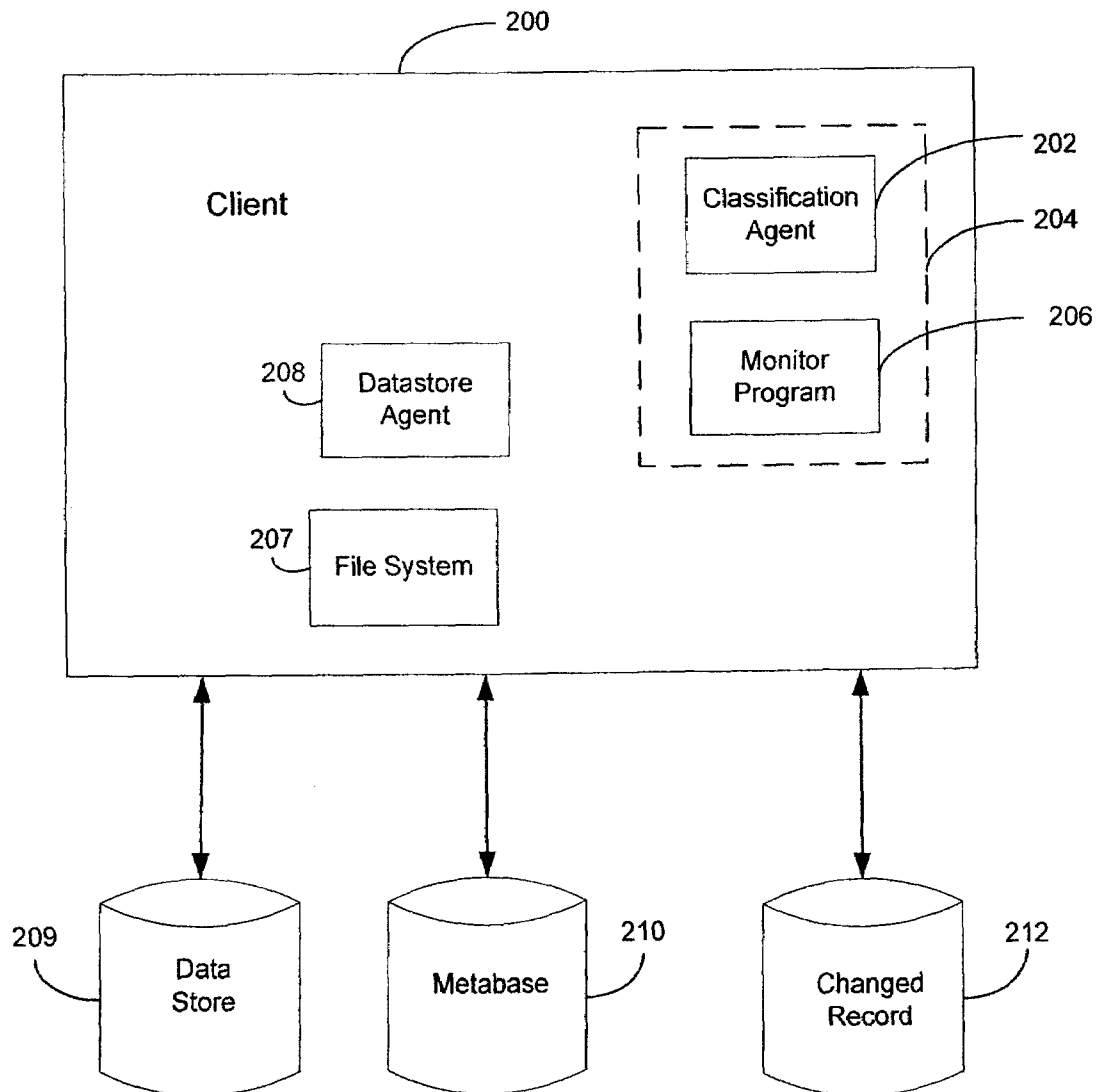 200
202
Classification
Agent
Client
204
206
Monitor
Program
208
Datastore
Agent
207
File System
209
Data
Store
210
Metabase
212
Changed
Record